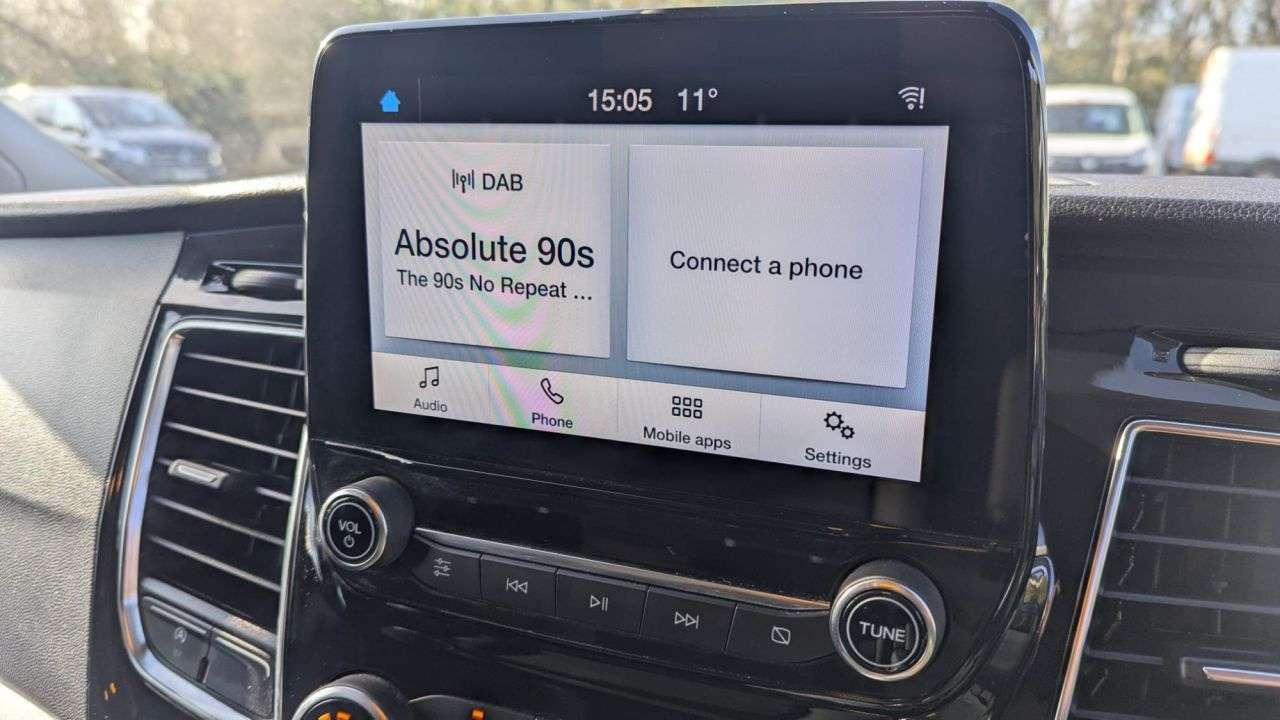 15:05 11°
DAB
Absolute 90s
The 90s No Repeat ...
Connect a phone
Audio
Phone
Mobile apps
Settings
VOL
TUNE